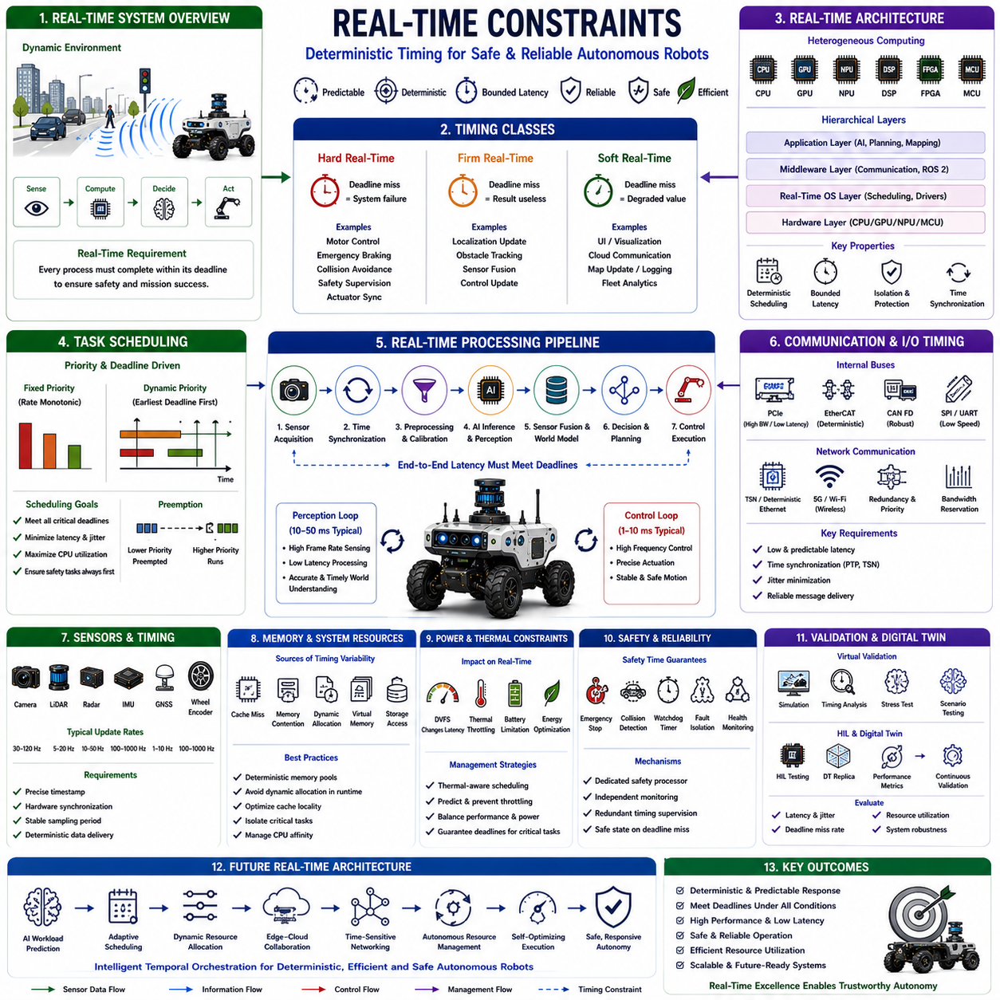 REAL-TIME CONSTRAINTS
Deterministic Timing for Safe & Reliable Autonomous Robots
Predictable
Deterministic
Bounded Latency
Reliable
Safe
Efficient
1. REAL-TIME SYSTEM OVERVIEW
Dynamic Environment
Sense
Compute
Decide
Act
Real-Time Requirement
Every process must complete within its deadline
to ensure safety and mission success.
2. TIMING CLASSES
Hard Real-Time
Deadline miss
= System failure
Examples
Motor Control
Emergency Braking
Collision Avoidance
Safety Supervision
Actuator Sync
Firm Real-Time
Deadline miss
= Result useless
Examples
Localization Update
Obstacle Tracking
Sensor Fusion
Control Update
Soft Real-Time
Deadline miss
= Degraded value
Examples
UI / Visualization
Cloud Communication
Map Update / Logging
Fleet Analytics
3. REAL-TIME ARCHITECTURE
Heterogeneous Computing
CPU
GPU
NPU
DSP
FPGA
MCU
CPU
GPU
NPU
DSP
FPGA
MCU
Hierarchical Layers
Application Layer (AI, Planning, Mapping)
Middleware Layer (Communication, ROS 2)
Real-Time OS Layer (Scheduling, Drivers)
Hardware Layer (CPU/GPU/NPU/MCU)
Key Properties
Deterministic
Scheduling
Bounded
Latency
Isolation &
Protection
Time
Synchronization
4. TASK SCHEDULING
Priority & Deadline Driven
Fixed Priority
(Rate Monotonic)
Dynamic Priority
(Earliest Deadline First)
Time
Scheduling Goals
Meet all critical deadlines
Minimize latency & jitter
Maximize CPU utilization
Ensure safety tasks always first
Preemption
Lower Priority
Preempted
Higher Priority
Runs
5. REAL-TIME PROCESSING PIPELINE
AI
1. Sensor
Acquisition
2. Time
Synchronization
3. Preprocessing
& Calibration
4. AI Inference
& Perception
5. Sensor Fusion &
World Model
6. Decision &
Planning
7. Control
Execution
End-to-End Latency Must Meet Deadlines
Perception Loop
(10-50 ms Typical)
• High Frame Rate Sensing
• Low Latency Processing
• Accurate & Timely World
Understanding
Control Loop
(1-10 ms Typical)
• High Frequency Control
• Precise Actuation
• Stable & Safe Motion
6. COMMUNICATION & I/O TIMING
Internal Buses
PCIe
(High BW / Low Latency)
EtherCAT
(Deterministic)
CAN FD
(Robust)
SPI / UART
(Low Speed)
Network Communication
TSN / Deterministic
Ethernet
5G / Wi-Fi
(Wireless)
Redundancy &
Priority
Bandwidth
Reservation
Key Requirements
Low & predictable latency
Time synchronization (PTP, TSN)
Jitter minimization
Reliable message delivery
7. SENSORS & TIMING
Camera
LiDAR
Radar
IMU
GNSS
Wheel
Encoder
Typical Update Rates
30-120 Hz
5-20 Hz
10-50 Hz
100-1000 Hz
1-10 Hz
100-1000 Hz
Requirements
Precise timestamp
Hardware synchronization
Stable sampling period
Deterministic data delivery
8. MEMORY & SYSTEM RESOURCES
Sources of Timing Variability
Cache Miss
Memory
Contention
Dynamic
Allocation
Virtual
Memory
Storage
Access
Best Practices
Deterministic memory pools
Avoid dynamic allocation in runtime
Optimize cache locality
Isolate critical tasks
Manage CPU affinity
9. POWER & THERMAL CONSTRAINTS
Impact on Real-Time
DVFS
Changes Latency
Thermal
Throttling
Battery
Limitation
Energy
Optimization
Management Strategies
Thermal-aware scheduling
Predict & prevent throttling
Balance performance & power
Guarantee deadlines for critical tasks
10. SAFETY & RELIABILITY
Safety Time Guarantees
Emergency
Stop
Collision
Detection
Watchdog
Timer
Fault
Isolation
Health
Monitoring
Mechanisms
Dedicated safety processor
Independent monitoring
Redundant timing supervision
Safe state on deadline miss
11. VALIDATION & DIGITAL TWIN
Virtual Validation
Simulation
Timing Analysis
Stress Test
Scenario
Testing
HIL & Digital Twin
HIL Testing
DT Replica
Performance
Metrics
Continuous
Validation
Evaluate
Latency & jitter
Resource utilization
Deadline miss rate
System robustness
12. FUTURE REAL-TIME ARCHITECTURE
AI Workload
Prediction
Adaptive
Scheduling
Dynamic Resource
Allocation
Edge-Cloud
Collaboration
Time-Sensitive
Networking
Autonomous Resource
Management
Self-Optimizing
Execution
Safe, Responsive
Autonomy
Intelligent Temporal Orchestration for Deterministic, Efficient and Safe Autonomous Robots
13. KEY OUTCOMES
Deterministic & Predictable Response
Meet Deadlines Under All Conditions
High Performance & Low Latency
Safe & Reliable Operation
Efficient Resource Utilization
Scalable & Future-Ready Systems
Real-Time Excellence Enables Trustworthy Autonomy
Sensor Data Flow
Information Flow
Control Flow
Management Flow
Timing Constraint